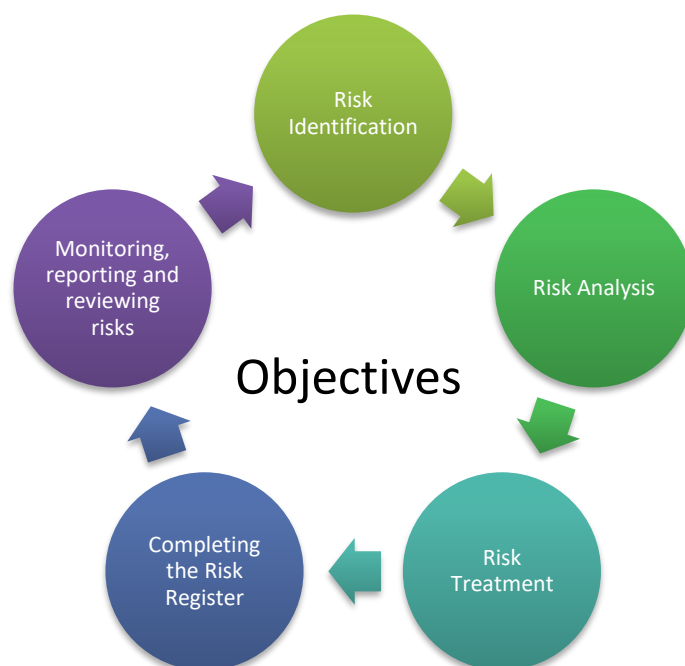 Risk
Identification
Risk Analysis
Risk
Treatment
Completing
the Risk
Register
Monitoring,
reporting and
reviewing
risks
Objectives